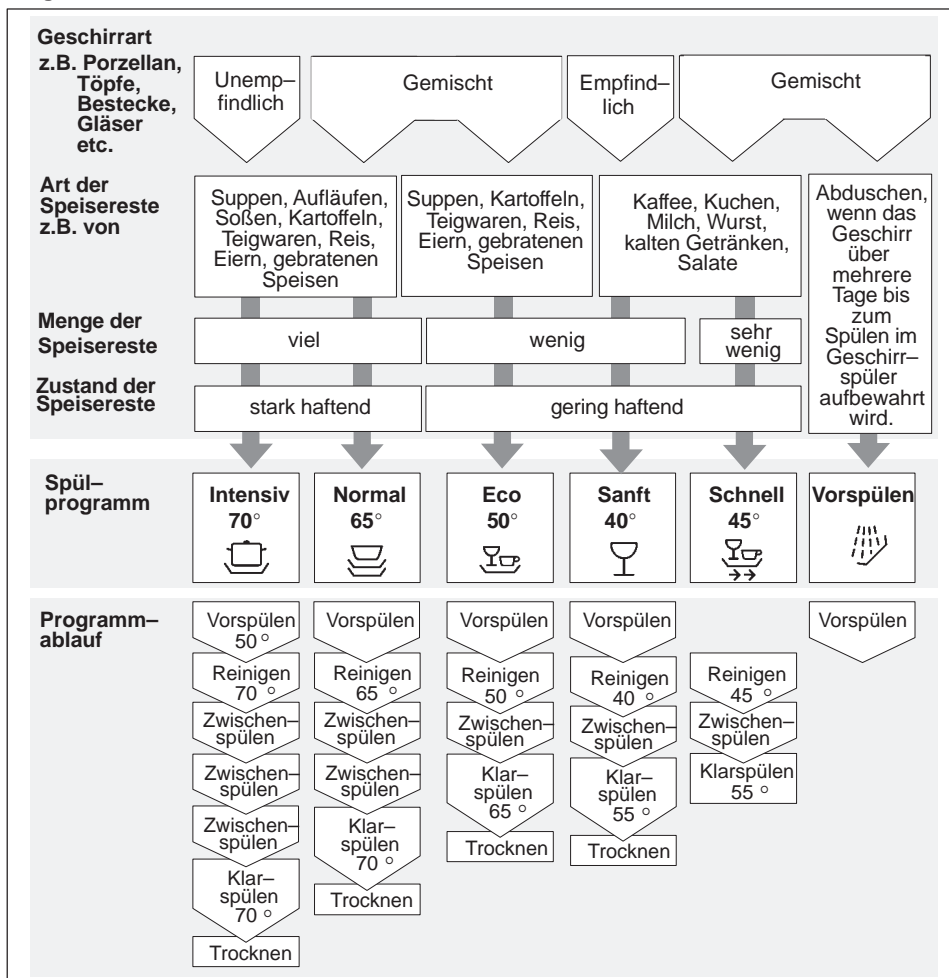 Geschirrart
z.B. Porzellan,
Töpfe,
Bestecke,
Gläser
etc.
Unemp–
findlich
Gemischt
Empfind–
lich
Gemischt
Art der
Speisereste
z.B. von
Suppen, Aufläufen,
Soßen, Kartoffeln,
Teigwaren, Reis,
Eiern, gebratenen
Speisen
Suppen, Kartoffeln,
Teigwaren, Reis,
Eiern, gebratenen
Speisen
Kaffee, Kuchen,
Milch, Wurst,
kalten Getränken,
Salate
Abduschen,
wenn das
Geschirr
über
mehrere
Tage bis
zum
Spülen im
Geschirr–
spüler
aufbewahrt
wird.
Menge der
Speisereste
viel
wenig
sehr
wenig
Zustand der
Speisereste
stark haftend
gering haftend
Spül–
programm
Intensiv
70°
Normal
65°
Eco
50°
Sanft
40°
Schnell
45°
Vorspülen
Programm–
ablauf
Vorspülen
50 °
Reinigen
70 °
Zwischen–
spülen
Zwischen–
spülen
Zwischen–
spülen
Klar–
spülen
70 °
Trocknen
Vorspülen
Reinigen
65 °
Zwischen–
spülen
Zwischen–
spülen
Klar–
spülen
70 °
Trocknen
Vorspülen
Reinigen
50 °
Zwischen–
spülen
Klar–
spülen
65 °
Trocknen
Vorspülen
Reinigen
40 °
Zwischen–
spülen
Klar–
spülen
55 °
Trocknen
Reinigen
45 °
Zwischen–
spülen
Klarspülen
55 °
Vorspülen